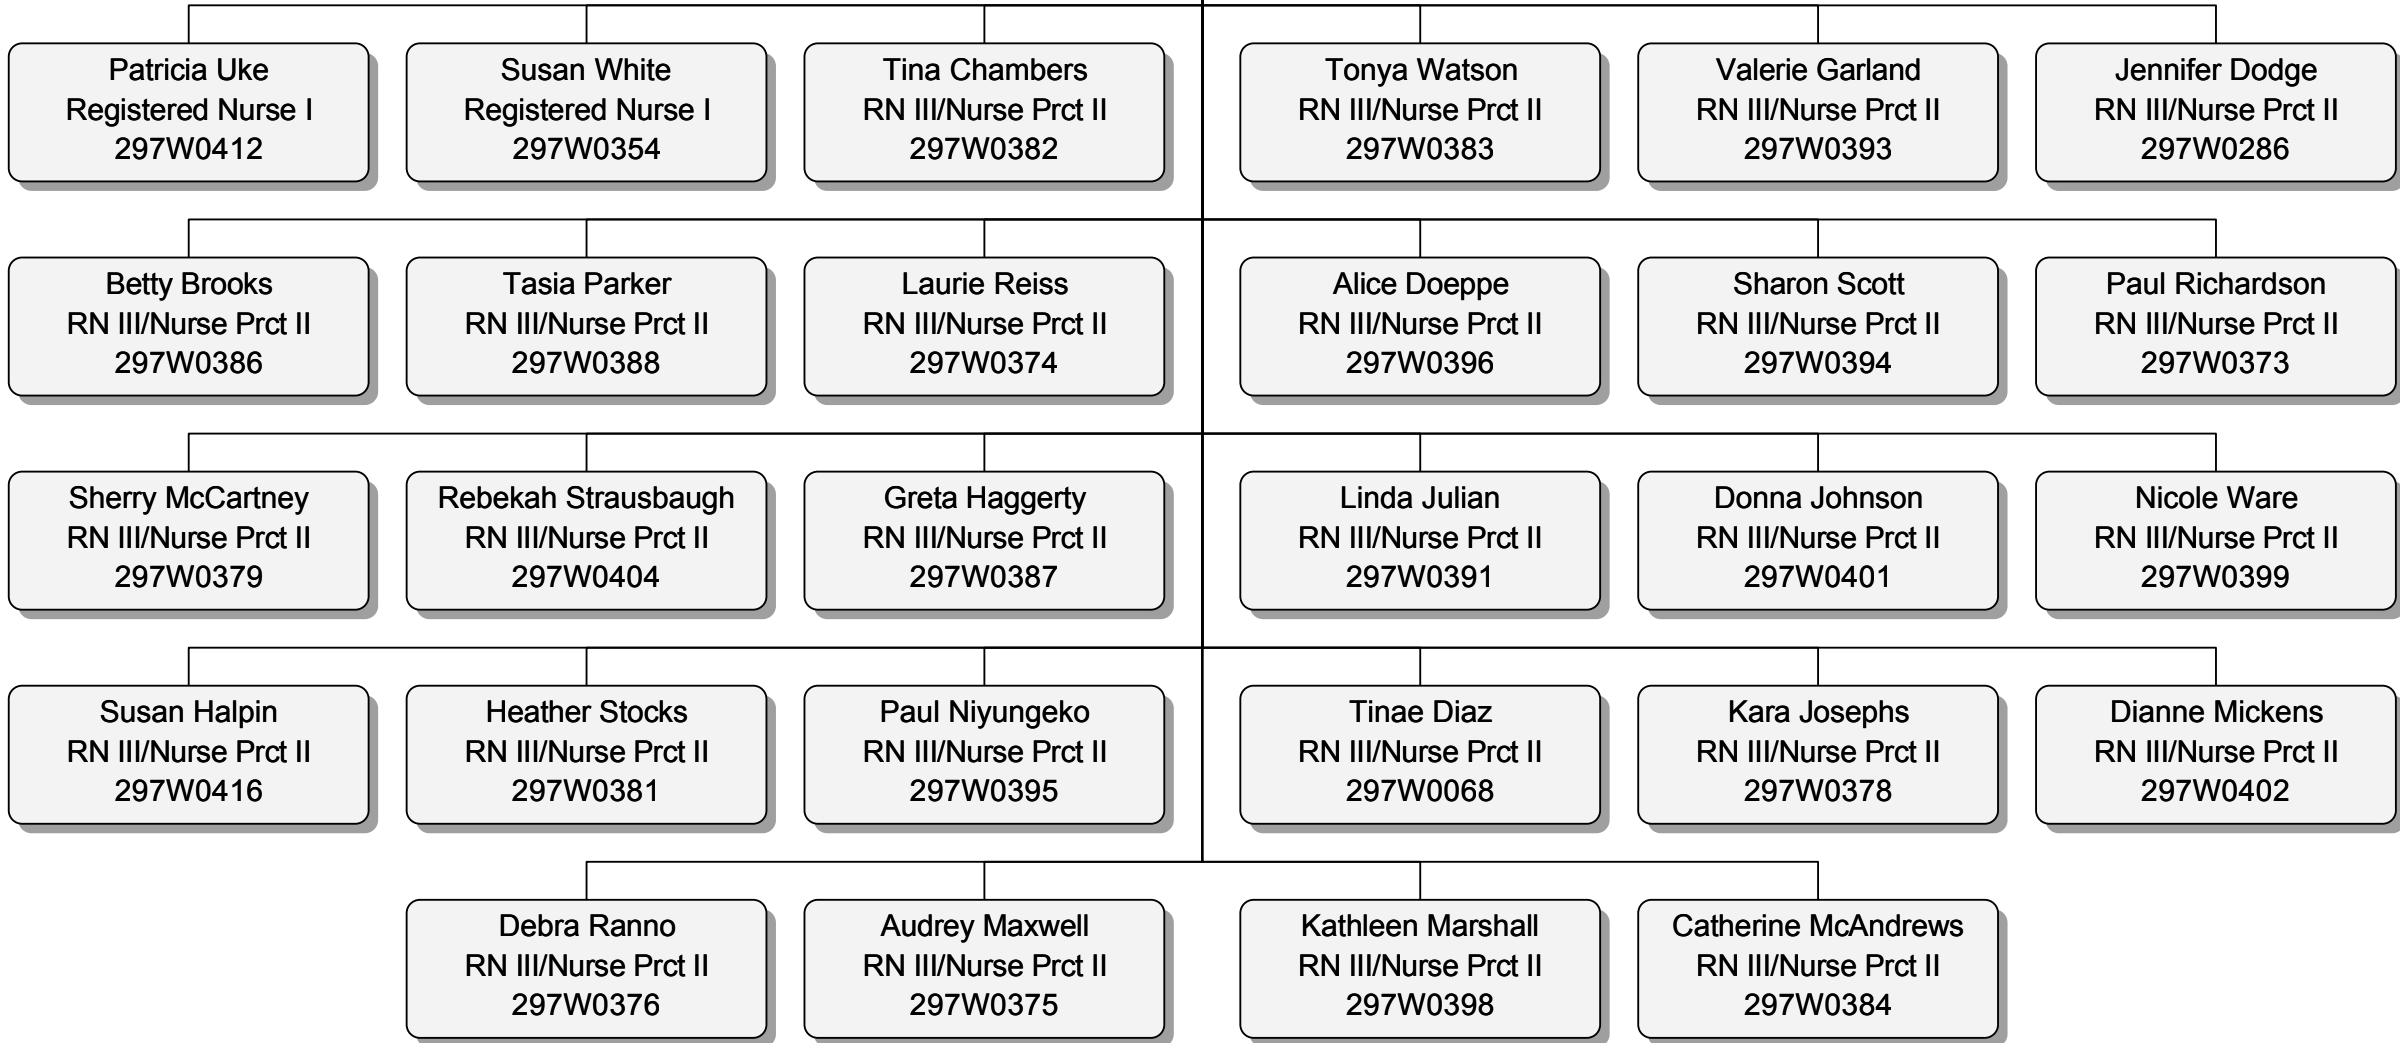 Patricia Uke
Registered Nurse I
297W0412
Susan White
Registered Nurse I
297W0354
Tina Chambers
RN III/Nurse Prct II
297W0382
Tonya Watson
RN III/Nurse Prct II
297W0383
Valerie Garland
RN III/Nurse Prct II
297W0393
Jennifer Dodge
RN III/Nurse Prct II
297W0286
Betty Brooks
RN III/Nurse Prct II
297W0386
Tasia Parker
RN III/Nurse Prct II
297W0388
Laurie Reiss
RN III/Nurse Prct II
297W0374
Alice Doeppe
RN III/Nurse Prct II
297W0396
Sharon Scott
RN III/Nurse Prct II
297W0394
Paul Richardson
RN III/Nurse Prct II
297W0373
Sherry McCartney
RN III/Nurse Prct II
297W0379
Rebekah Strausbaugh
RN III/Nurse Prct II
297W0404
Greta Haggerty
RN III/Nurse Prct II
297W0387
Linda Julian
RN III/Nurse Prct II
297W0391
Donna Johnson
RN III/Nurse Prct II
297W0401
Nicole Ware
RN III/Nurse Prct II
297W0399
Susan Halpin
RN III/Nurse Prct II
297W0416
Heather Stocks
RN III/Nurse Prct II
297W0381
Paul Niyungeko
RN III/Nurse Prct II
297W0395
Tinae Diaz
RN III/Nurse Prct II
297W0068
Kara Josephs
RN III/Nurse Prct II
297W0378
Dianne Mickens
RN III/Nurse Prct II
297W0402
Debra Ranno
RN III/Nurse Prct II
297W0376
Audrey Maxwell
RN III/Nurse Prct II
297W0375
Kathleen Marshall
RN III/Nurse Prct II
297W0398
Catherine McAndrews
RN III/Nurse Prct II
297W0384